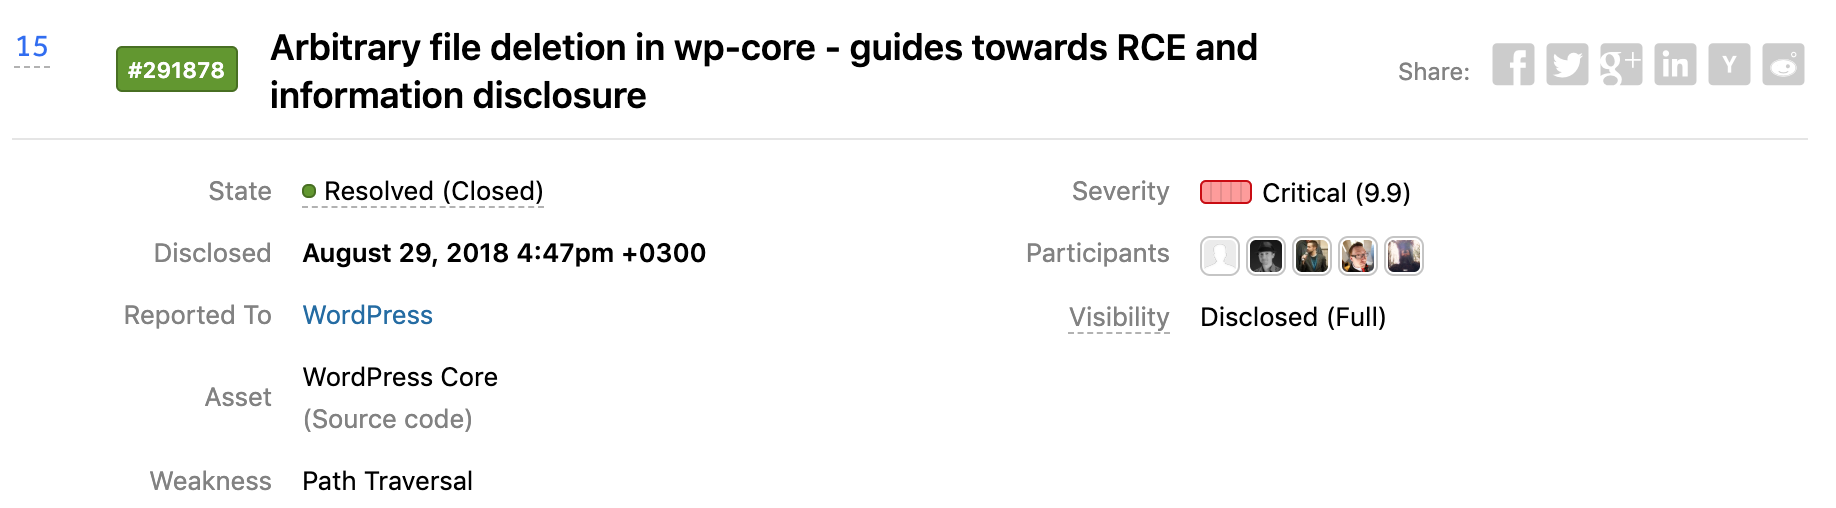 15
#291878
Arbitrary file deletion in wp-core - guides towards RCE and
information disclosure
Share: f g+ in Y
State Resolved (Closed)
Severity Critical (9.9)
Disclosed August 29, 2018 4:47pm +0300
Participants
Reported To WordPress
Visibility Disclosed (Full)
Asset WordPress Core
(Source code)
Weakness Path Traversal